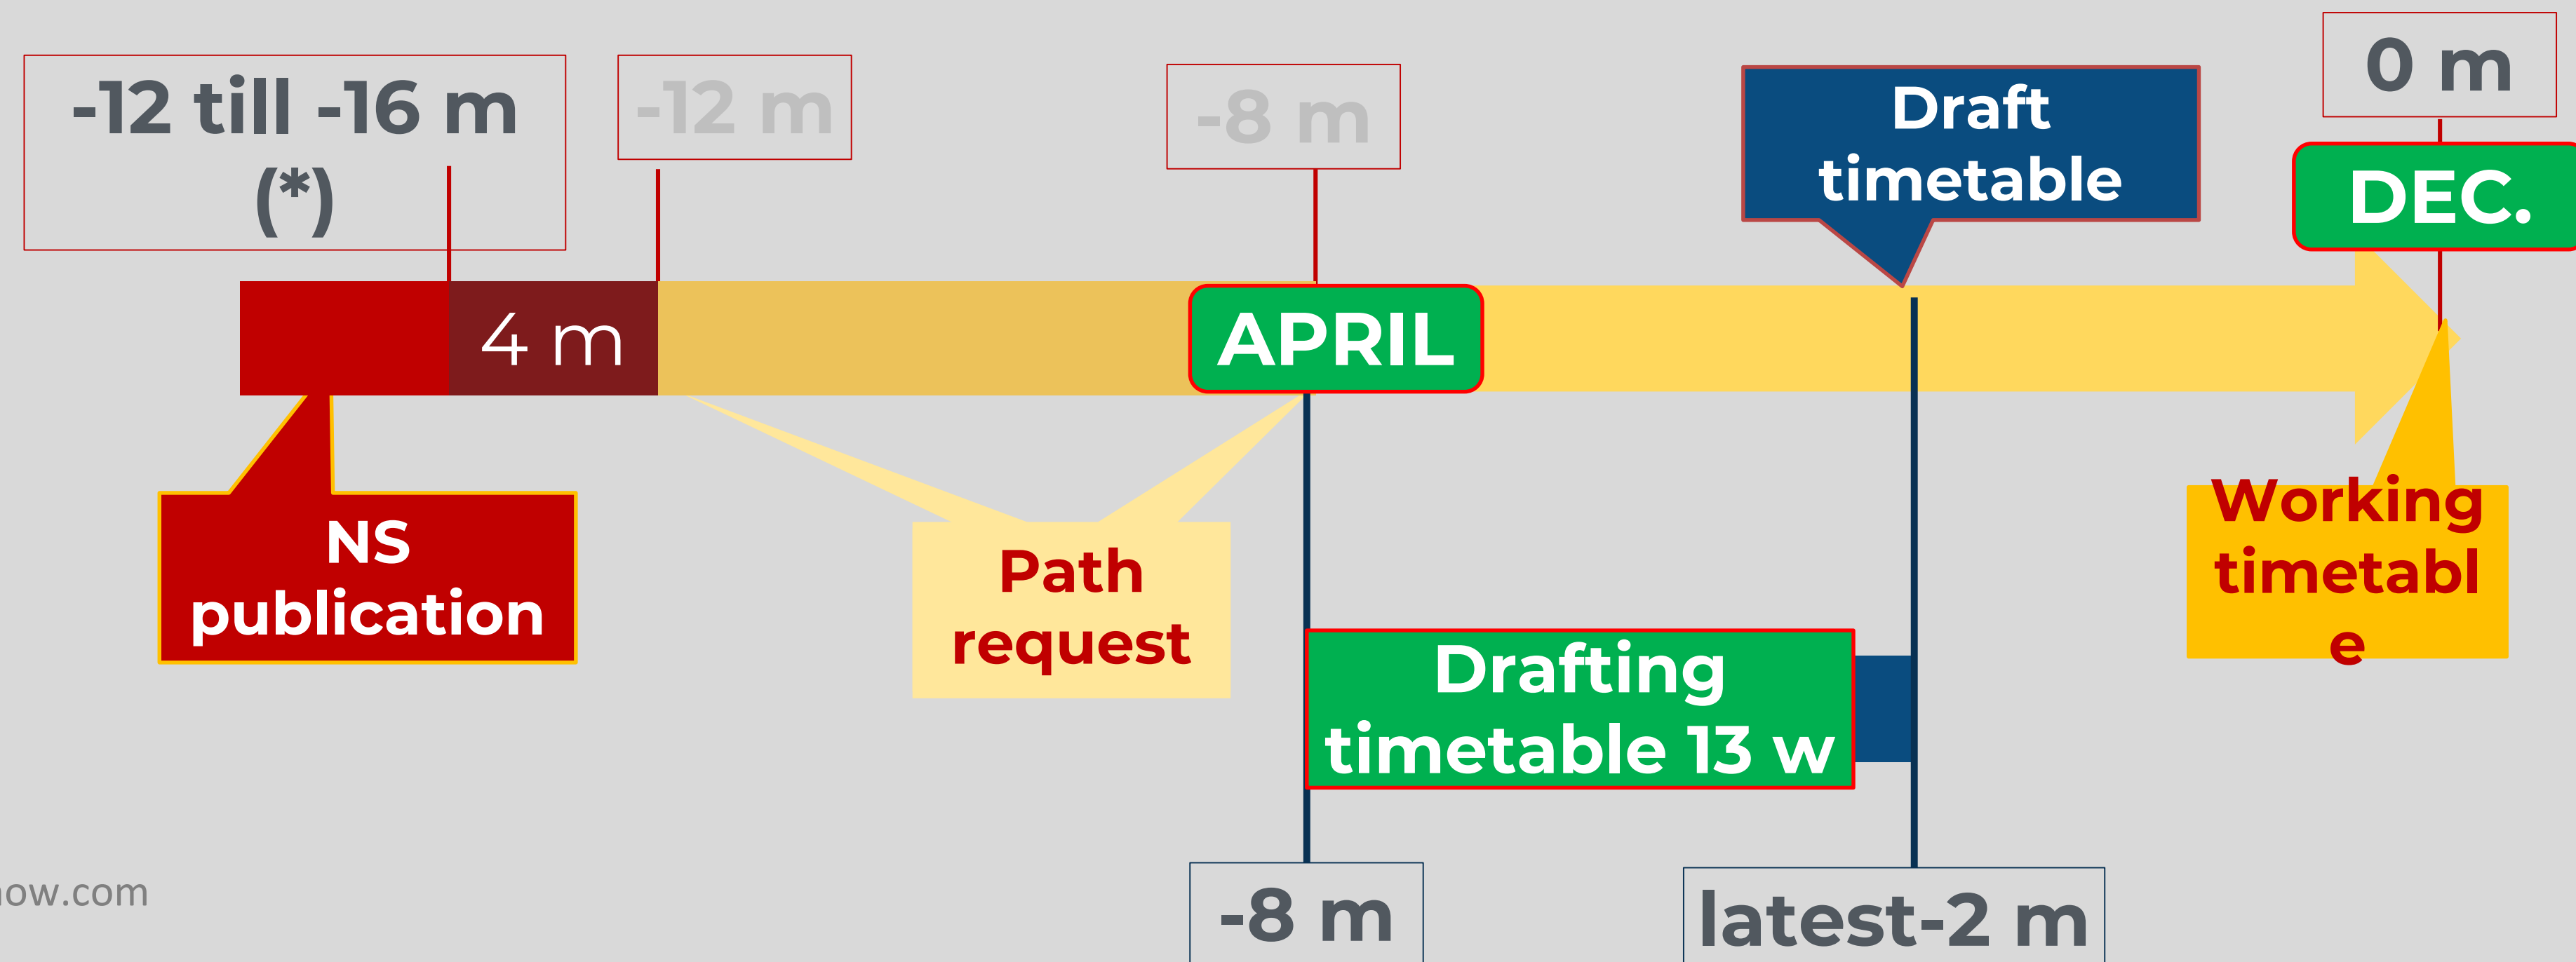 -12 till -16 m
(*)
-12 m
-8 m
Draft
timetable
0 m
DEC.
4 m
APRIL
NS
publication
Path
request
Working
timetabl
e
Drafting
timetable 13 w
-8 m
latest-2 m
ow.com